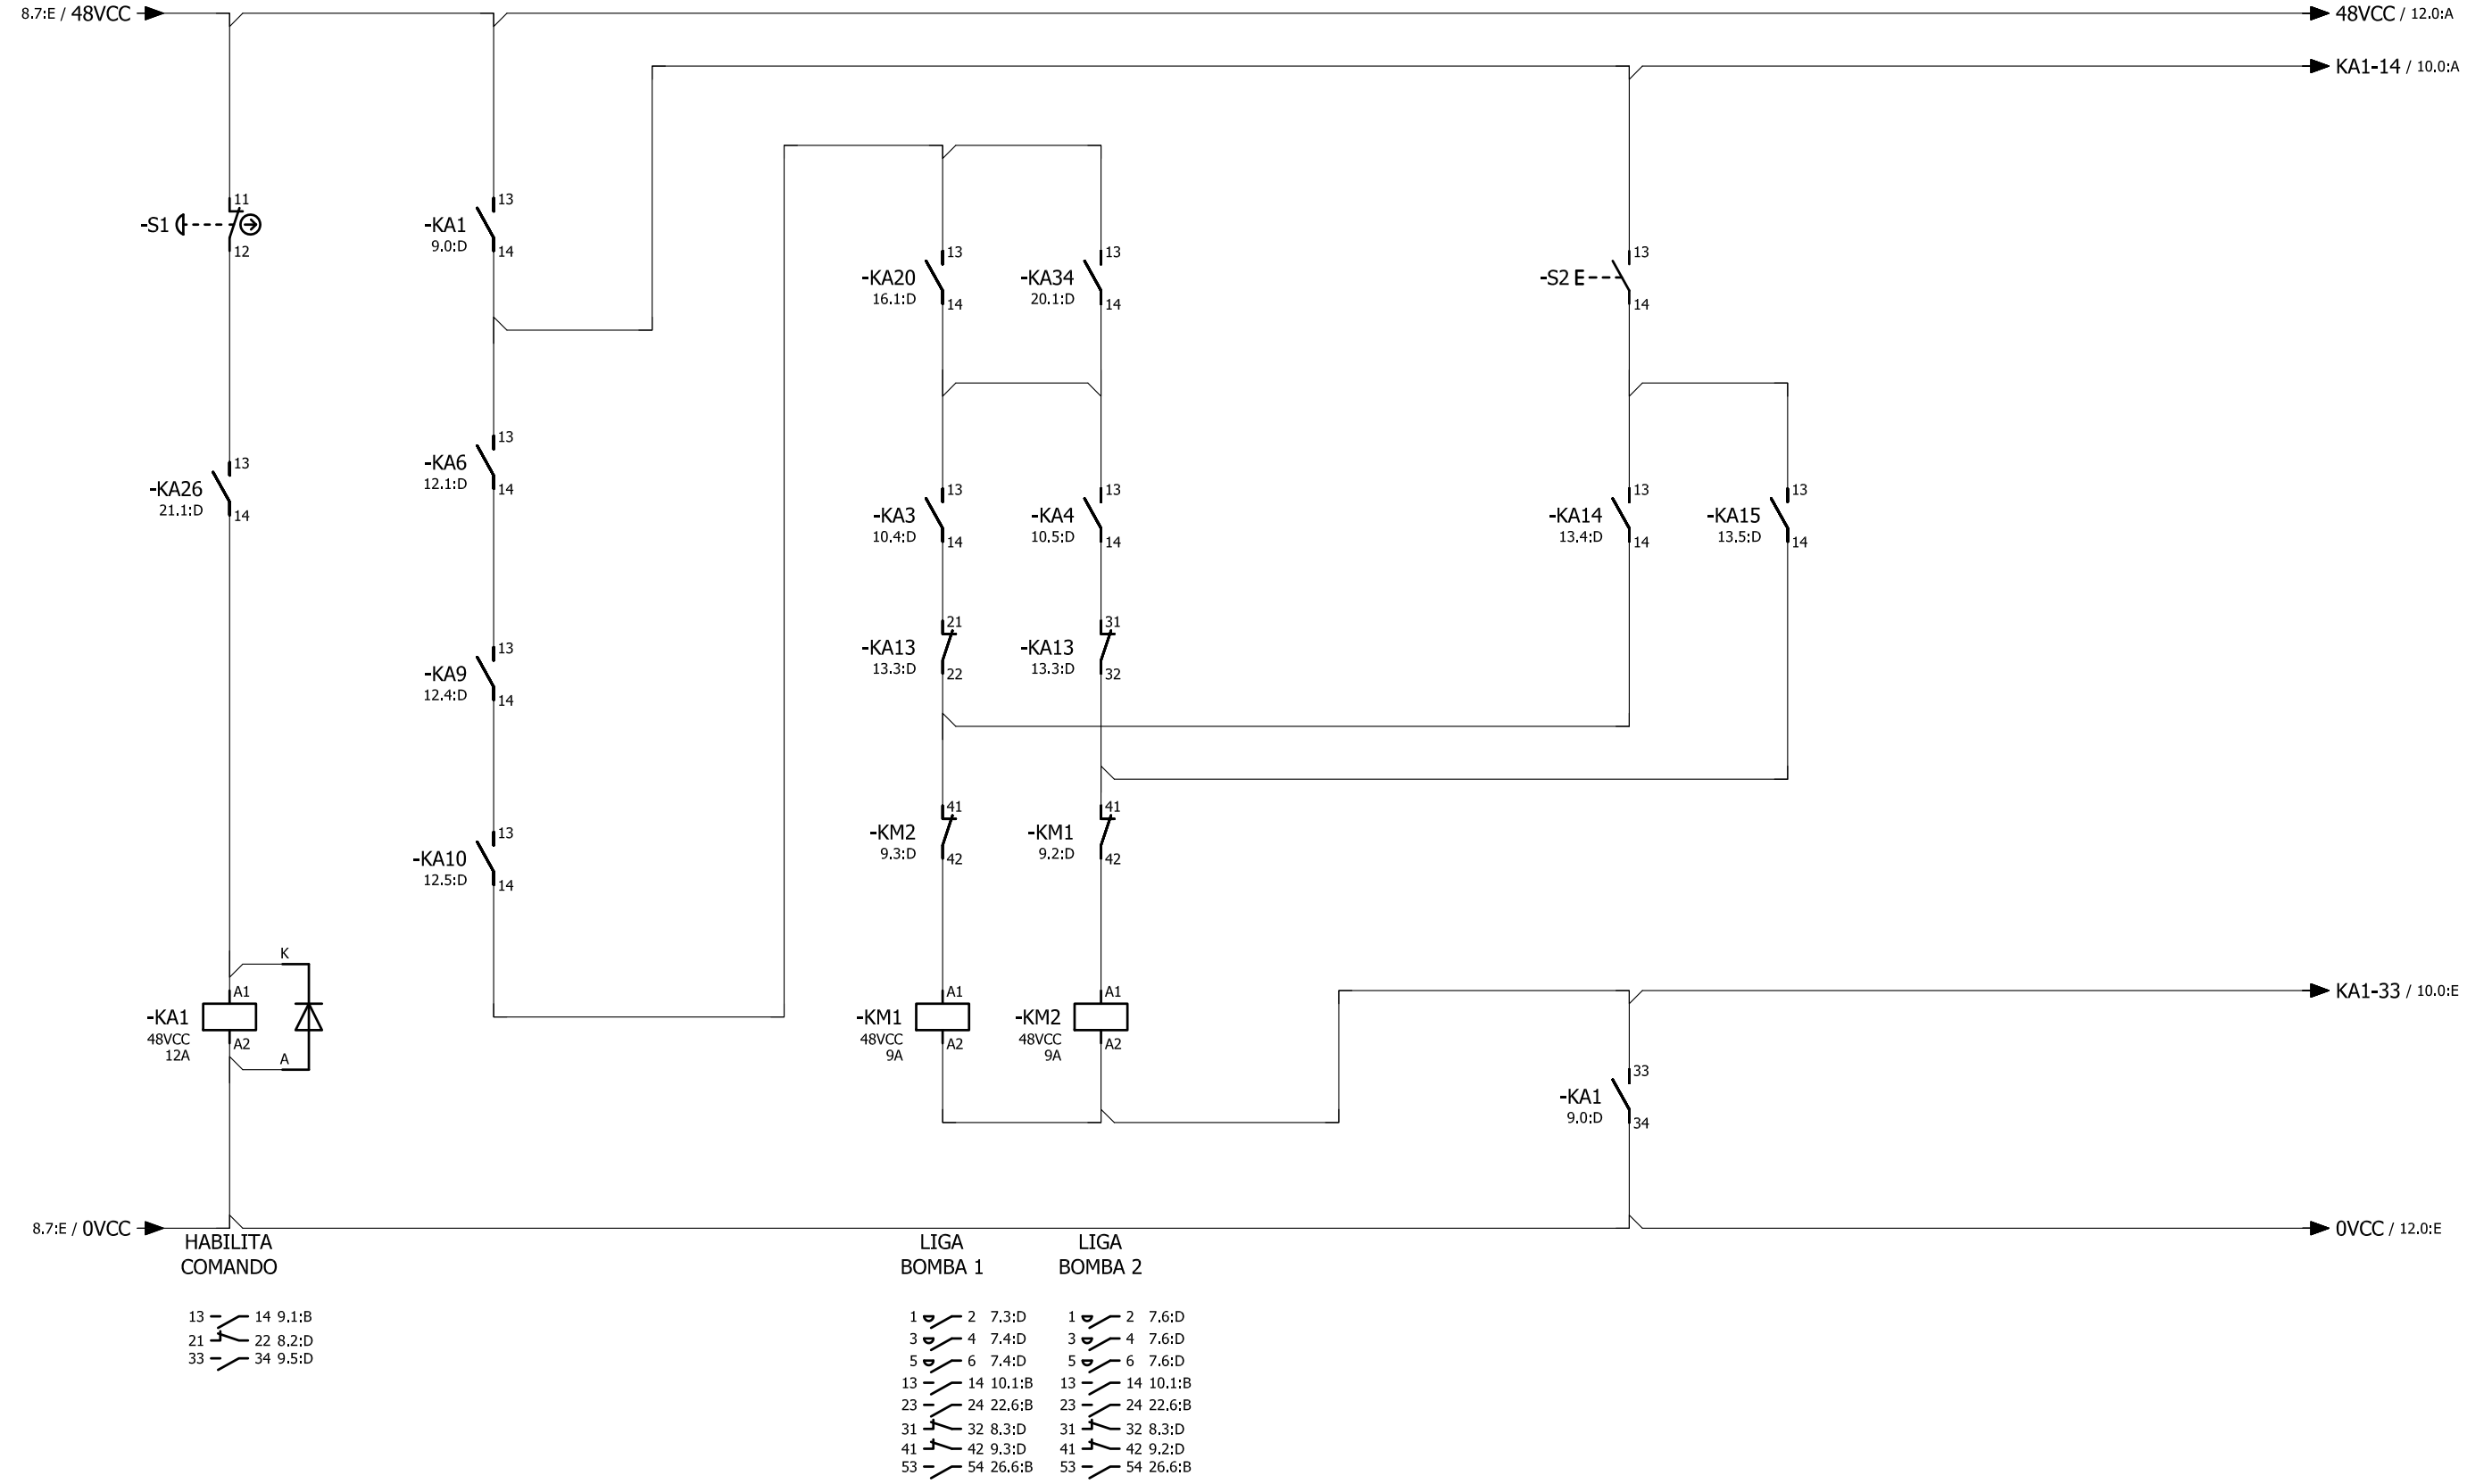 8.7:E / 48VCC
48VCC / 12.0:A
KA1-14 / 10.0:A
11
-S1
12
13
-KA1
9.0:D
14
13
-KA20
16.1:D
14
13
-KA34
20.1:D
14
13
-S2
14
13
-KA26
21.1:D
14
13
-KA6
12.1:D
14
13
-KA3
10.4:D
14
13
-KA4
10.5:D
14
13
-KA14
13.4:D
14
13
-KA15
13.5:D
14
13
-KA9
12.4:D
14
21
-KA13
13.3:D
22
31
-KA13
13.3:D
32
13
-KA10
12.5:D
14
41
-KM2
9.3:D
42
41
-KM1
9.2:D
42
K
A1
-KA1
48VCC
12A
A2
A
A1
-KM1
48VCC
9A
A2
A1
-KM2
48VCC
9A
A2
KA1-33 / 10.0:E
33
-KA1
9.0:D
34
8.7:E / 0VCC
0VCC / 12.0:E
HABILITA
COMANDO
LIGA
BOMBA 1
LIGA
BOMBA 2
13 14 9.1:B
21 22 8.2:D
33 34 9.5:D
1 2 7.3:D
3 4 7.4:D
5 6 7.4:D
13 14 10.1:B
23 24 22.6:B
31 32 8.3:D
41 42 9.3:D
53 54 26.6:B
1 2 7.6:D
3 4 7.6:D
5 6 7.6:D
13 14 10.1:B
23 24 22.6:B
31 32 8.3:D
41 42 9.2:D
53 54 26.6:B